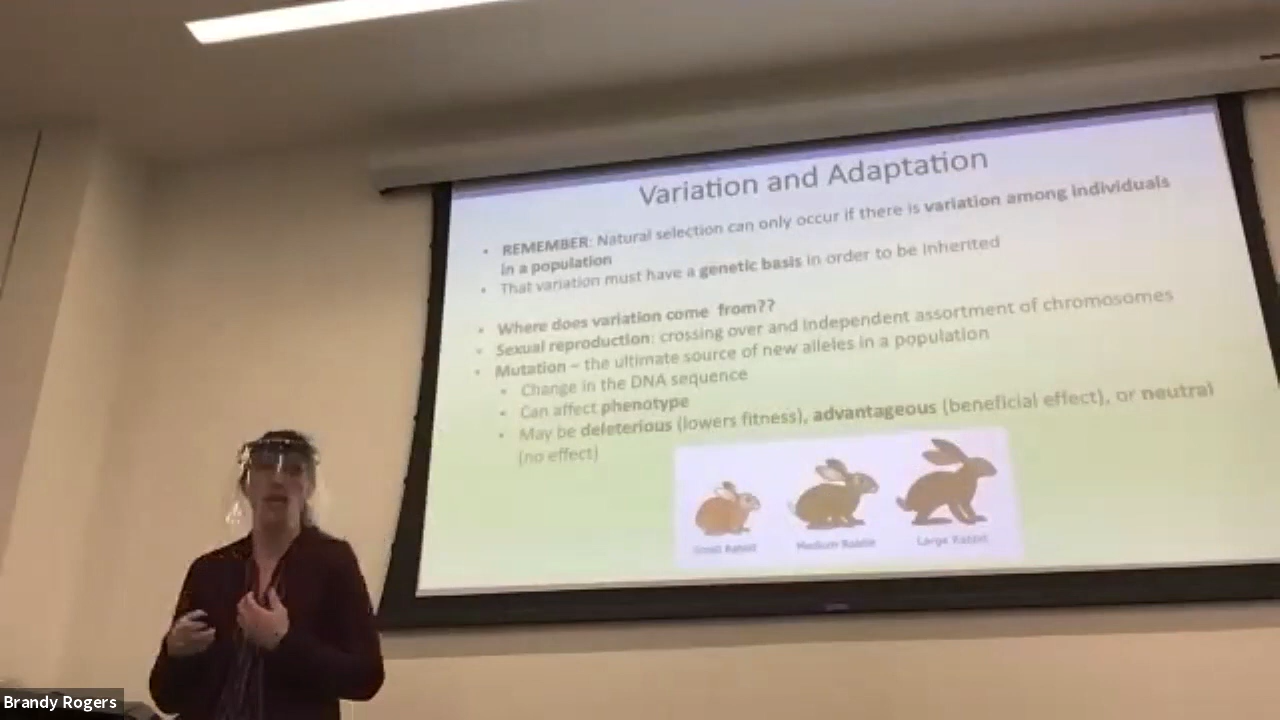 Variation and Adaptation
• REMEMBER: Natural selection can only occur if there is variation among individuals
in a population
• That variation must have a genetic basis in order to be inherited
• Where does variation come from??
• Sexual reproduction: crossing over and independent assortment of chromosomes
• Mutation – the ultimate source of new alleles in a population
• Change in the DNA sequence
• Can affect phenotype
• May be deleterious (lowers fitness), advantageous (beneficial effect), or neutral
(no effect)
Small Rabbit Medium Rabbit Large Rabbit
Brandy Rogers